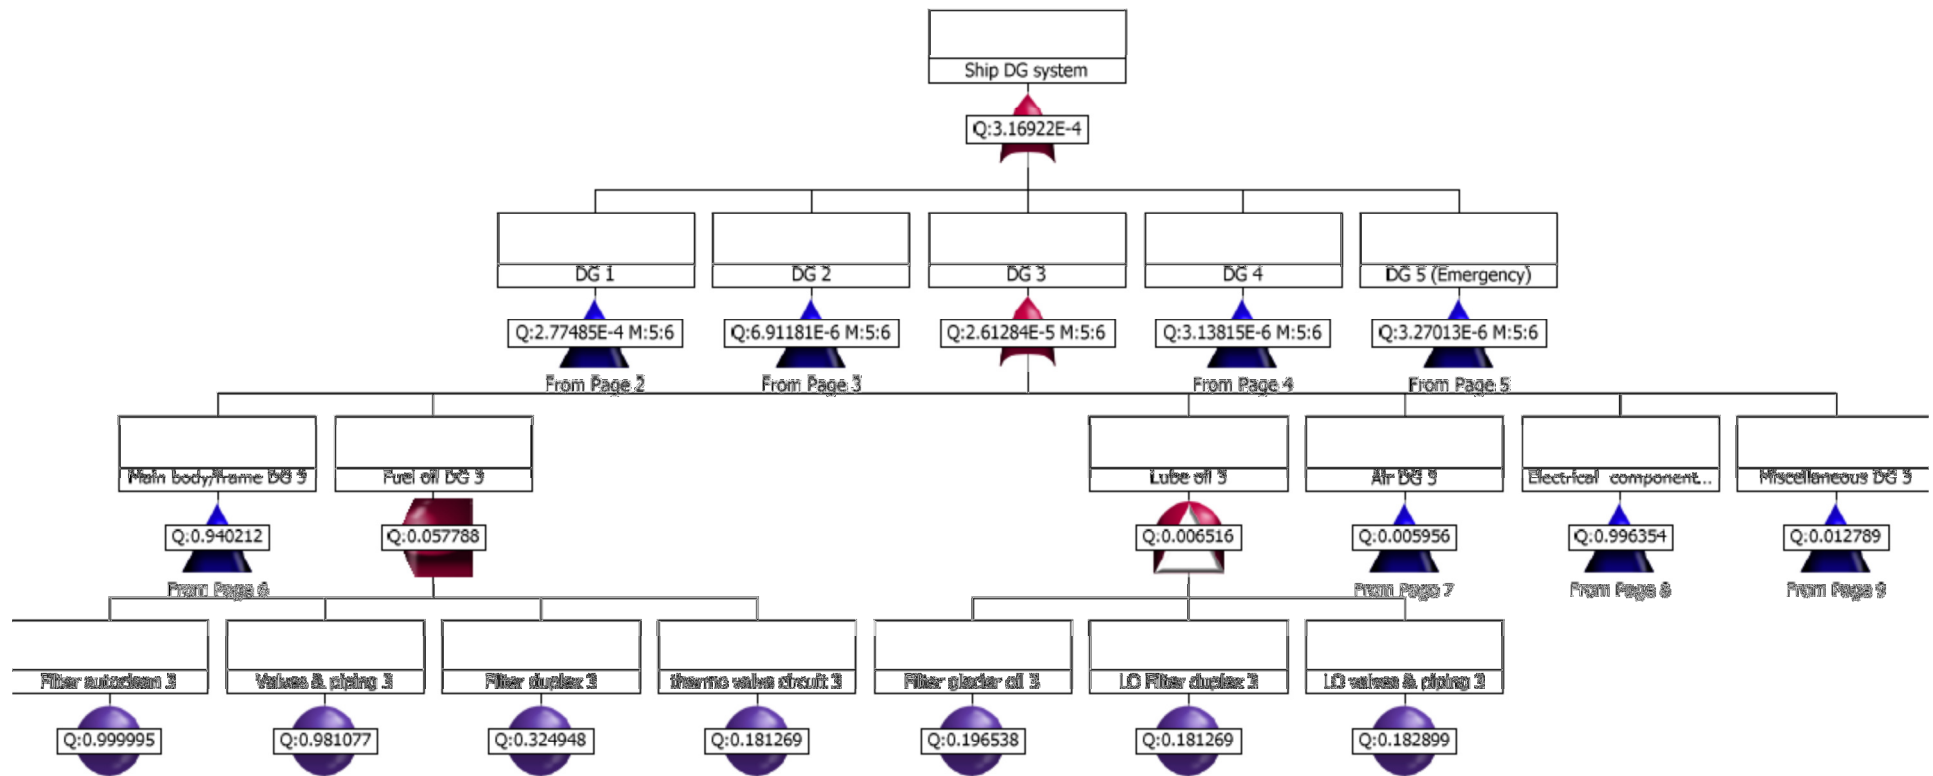 Ship DG system
Q:3.16922E-4
DG 1
DG 2
DG 3
DG 4
DG 5 (Emergency)
Q:2.77485E-4 M:5:6
Q:6.91181E-6 M:5:6
Q:2.61284E-5 M:5:6
Q:3.13815E-6 M:5:6
Q:3.27013E-6 M:5:6
From Page 2
From Page 3
From Page 4
From Page 5
Main body/frame DG 3
Fuel oil DG 3
Lube oil 3
Air DG 3
Electrical component...
Miscellaneous DG 3
Q:0.940212
Q:0.057788
Q:0.006516
Q:0.005956
Q:0.996354
Q:0.012789
From Page 6
From Page 7
From Page 8
From Page 9
Filter autoclean 3
Valves & piping 3
Filter duplex 3
thermo valve circuit 3
Filter glacier oil 3
LO Filter duplex 3
LO valves & piping 3
Q:0.999995
Q:0.981077
Q:0.324948
Q:0.181269
Q:0.196538
Q:0.181269
Q:0.182899